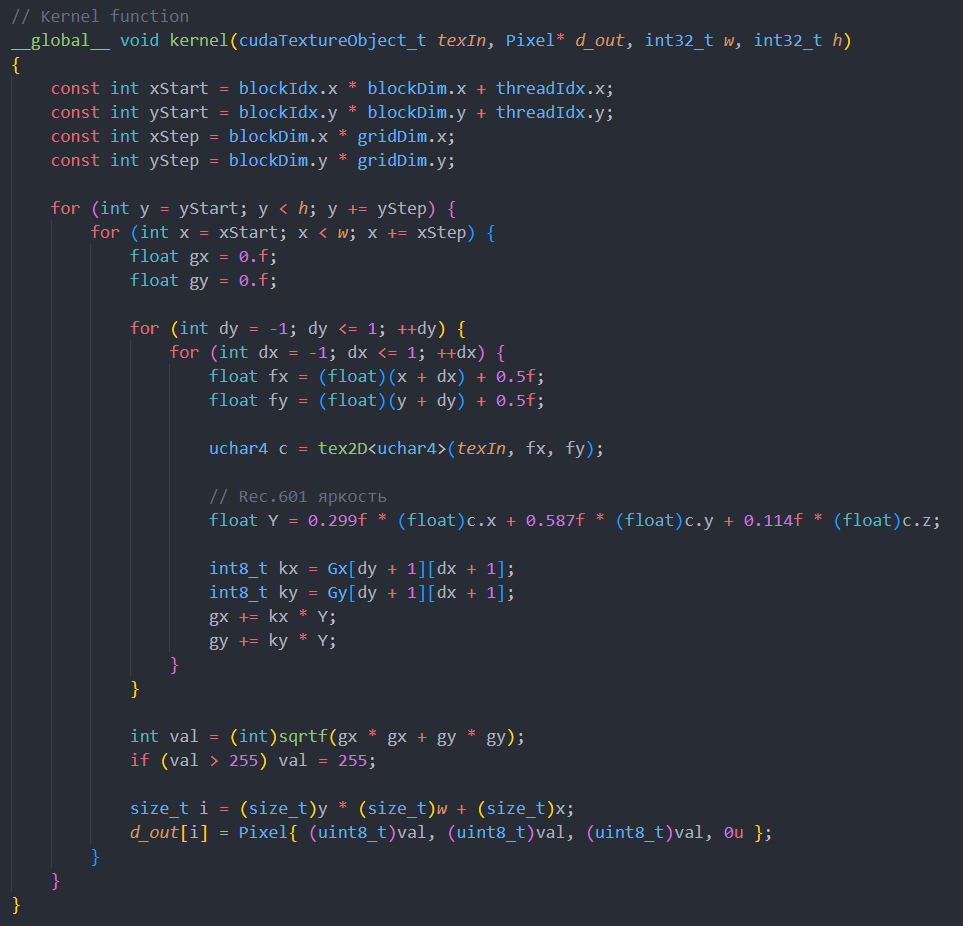 // Kernel function
__global__ void kernel(cudaTextureObject_t texIn, Pixel* d_out, int32_t w, int32_t h)
{
    const int xStart = blockIdx.x * blockDim.x + threadIdx.x;
    const int yStart = blockIdx.y * blockDim.y + threadIdx.y;
    const int xStep = blockDim.x * gridDim.x;
    const int yStep = blockDim.y * gridDim.y;

    for (int y = yStart; y < h; y += yStep) {
        for (int x = xStart; x < w; x += xStep) {
            float gx = 0.f;
            float gy = 0.f;

            for (int dy = -1; dy <= 1; ++dy) {
                for (int dx = -1; dx <= 1; ++dx) {
                    float fx = (float)(x + dx) + 0.5f;
                    float fy = (float)(y + dy) + 0.5f;

                    uchar4 c = tex2D<uchar4>(texIn, fx, fy);

                    // Rec.601 яркость
                    float Y = 0.299f * (float)c.x + 0.587f * (float)c.y + 0.114f * (float)c.z;

                    int8_t kx = Gx[dy + 1][dx + 1];
                    int8_t ky = Gy[dy + 1][dx + 1];
                    gx += kx * Y;
                    gy += ky * Y;
                }
            }

            int val = (int)sqrtf(gx * gx + gy * gy);
            if (val > 255) val = 255;

            size_t i = (size_t)y * (size_t)w + (size_t)x;
            d_out[i] = Pixel{ (uint8_t)val, (uint8_t)val, (uint8_t)val, 0u };
        }
    }
}